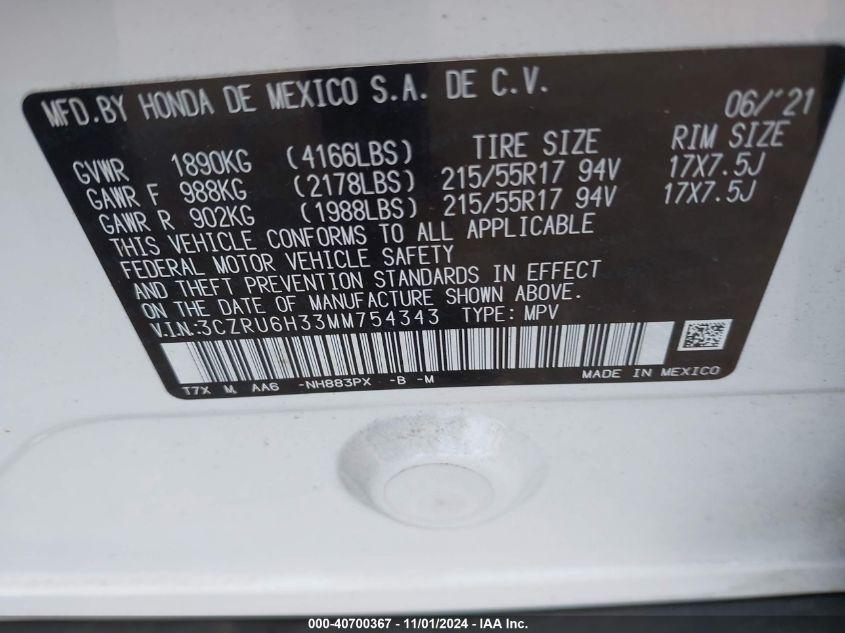 MFD.BY HONDA DE MEXICO S.A. DE C.V. 06/'21
GVWR 1890KG (4166LBS) TIRE SIZE RIM SIZE
GAWR F 988KG (2178LBS) 215/55R17 94V 17X7.5J
GAWR R 902KG (1988LBS) 215/55R17 94V 17X7.5J
THIS VEHICLE CONFORMS TO ALL APPLICABLE
FEDERAL MOTOR VEHICLE SAFETY
AND THEFT PREVENTION STANDARDS IN EFFECT
ON THE DATE OF MANUFACTURE SHOWN ABOVE.
V.I.N:3CZRU6H33MM754343 TYPE: MPV
T7X M, AA6 -NH883PX -B -M MADE IN MEXICO
000-40700367 - 11/01/2024 - IAA Inc.